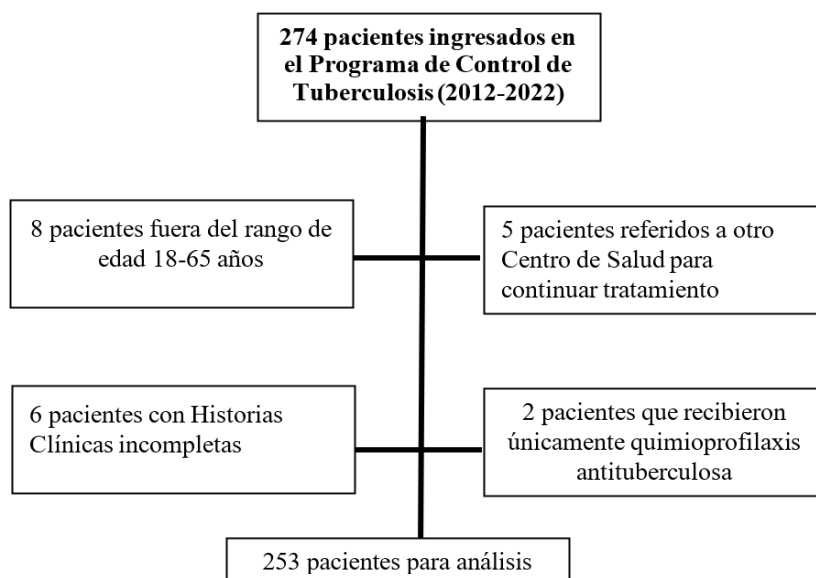 274 pacientes ingresados en
el Programa de Control de
Tuberculosis (2012-2022)
8 pacientes fuera del rango de
edad 18-65 años
5 pacientes referidos a otro
Centro de Salud para
continuar tratamiento
6 pacientes con Historias
Clínicas incompletas
2 pacientes que recibieron
únicamente quimioprofilaxis
antituberculosa
253 pacientes para análisis